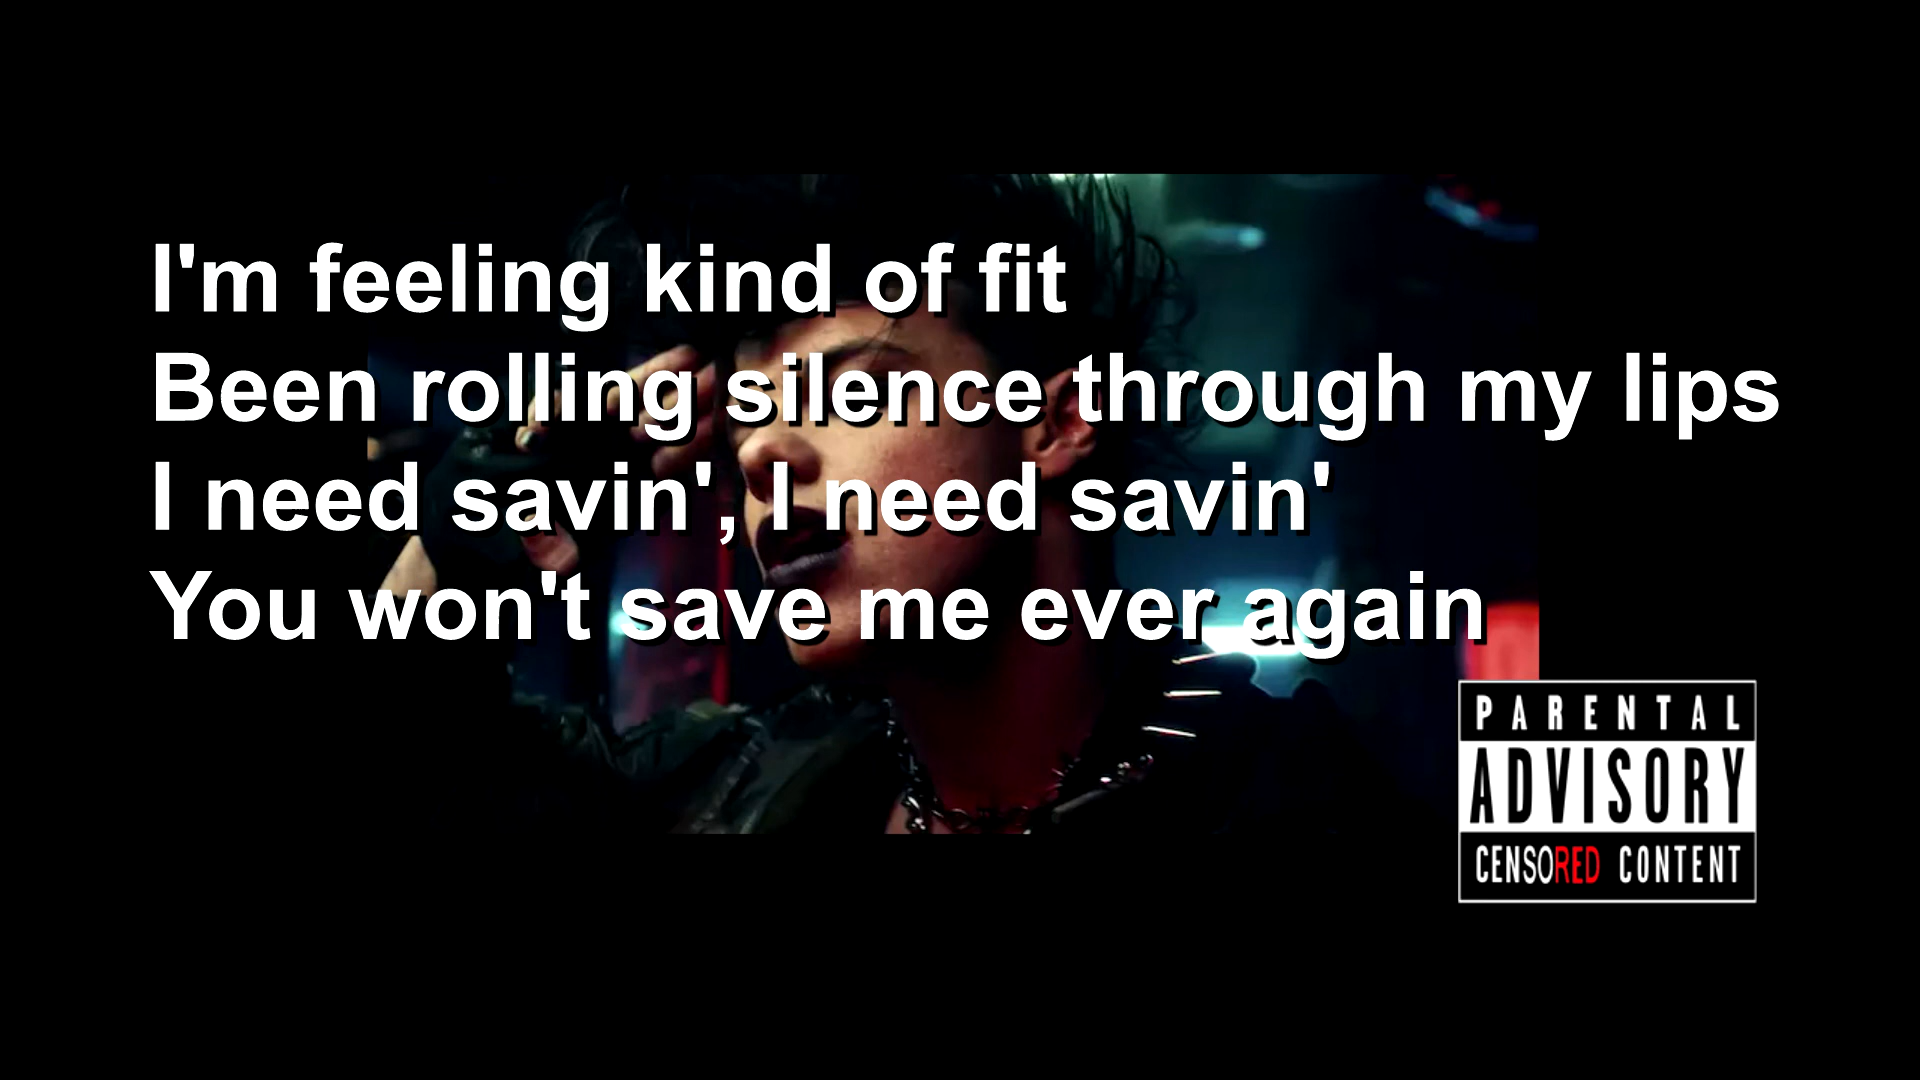 I'm feeling kind of fit
Been rolling silence through my lips
I need savin', I need savin'
You won't save me ever again
PARENTAL
ADVISORY
CENSORED CONTENT